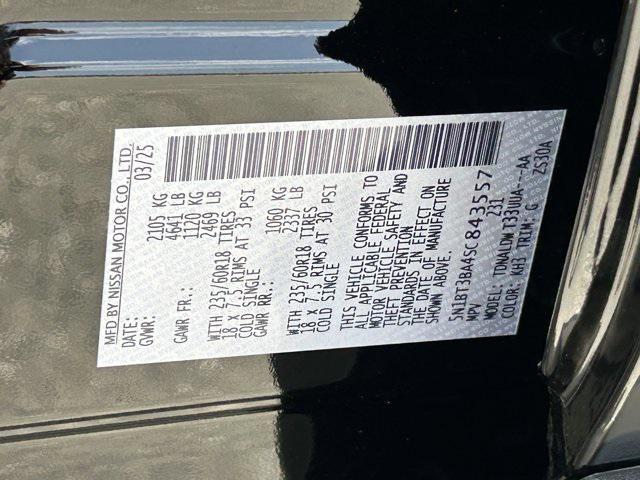 MFD BY NISSAN MOTOR CO., LTD.
DATE: 03/25
GVWR: 2105 KG
4641 LB
GAWR FR.: 1120 KG
2469 LB
WITH 235/60R18 TIRES
18 X 7.5 RIMS AT 33 PSI
COLD SINGLE
GAWR RR.: 1060 KG
2337 LB
WITH 235/60R18 TIRES
18 X 7.5 RIMS AT 30 PSI
COLD SINGLE
THIS VEHICLE CONFORMS TO
ALL APPLICABLE FEDERAL
MOTOR VEHICLE SAFETY AND
THEFT PREVENTION
STANDARDS IN EFFECT ON
THE DATE OF MANUFACTURE
SHOWN ABOVE.
5N1BT3BA4SC843557
MPV 231
MODEL: TDNALDW T33UUA--AA
COLOR: KH3 TRIM: G ZS30A